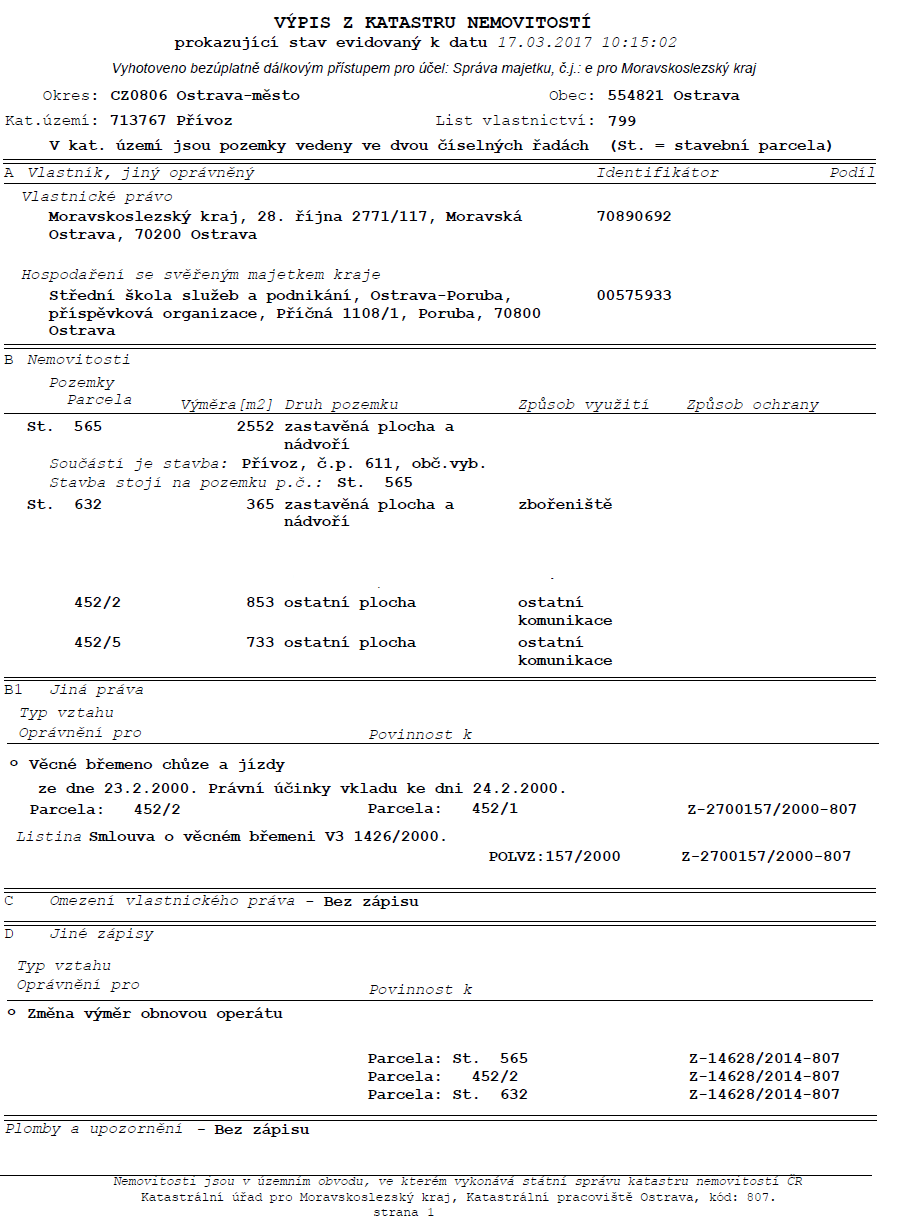 VÝPIS Z KATASTRU NEMOVITOSTÍ
prokazující stav evidovaný k datu 17.03.2017 10:15:02
Vyhotoveno bezúplatně dálkovým přístupem pro účel: Správa majetku, č.j.: e pro Moravskoslezský kraj
Okres: CZ0806 Ostrava-město Obec: 554821 Ostrava
Kat.území: 713767 Přívoz List vlastnictví: 799
V kat. území jsou pozemky vedeny ve dvou číselných řadách (St. = stavební parcela)
A Vlastník, jiný oprávněný Identifikátor Podíl
Vlastnické právo
Moravskoslezský kraj, 28. října 2771/117, Moravská 70890692
Ostrava, 70200 Ostrava
Hospodaření se svěřeným majetkem kraje
Střední škola služeb a podnikání, Ostrava-Poruba, 00575933
příspěvková organizace, Příčná 1108/1, Poruba, 70800
Ostrava
B Nemovitosti
Pozemky
Parcela Výměra[m2] Druh pozemku Způsob využití Způsob ochrany
St. 565 2552 zastavěná plocha a
nádvoří
Součástí je stavba: Přívoz, č.p. 611, obč.vyb.
Stavba stojí na pozemku p.č.: St. 565
St. 632 365 zastavěná plocha a zbořeniště
nádvoří
452/2 853 ostatní plocha ostatní
komunikace
452/5 733 ostatní plocha ostatní
komunikace
B1 Jiná práva
Typ vztahu
Oprávnění pro Povinnost k
o Věcné břemeno chůze a jízdy
ze dne 23.2.2000. Právní účinky vkladu ke dni 24.2.2000.
Parcela: 452/2 Parcela: 452/1 Z-2700157/2000-807
Listina Smlouva o věcném břemeni V3 1426/2000.
POLVZ:157/2000 Z-2700157/2000-807
C Omezení vlastnického práva - Bez zápisu
D Jiné zápisy
Typ vztahu
Oprávnění pro Povinnost k
o Změna výměr obnovou operátu
Parcela: St. 565 Z-14628/2014-807
Parcela: 452/2 Z-14628/2014-807
Parcela: St. 632 Z-14628/2014-807
Plomby a upozornění - Bez zápisu
Nemovitosti jsou v územním obvodu, ve kterém vykonává státní správu katastru nemovitostí ČR
Katastrální úřad pro Moravskoslezský kraj, Katastrální pracoviště Ostrava, kód: 807.
strana 1